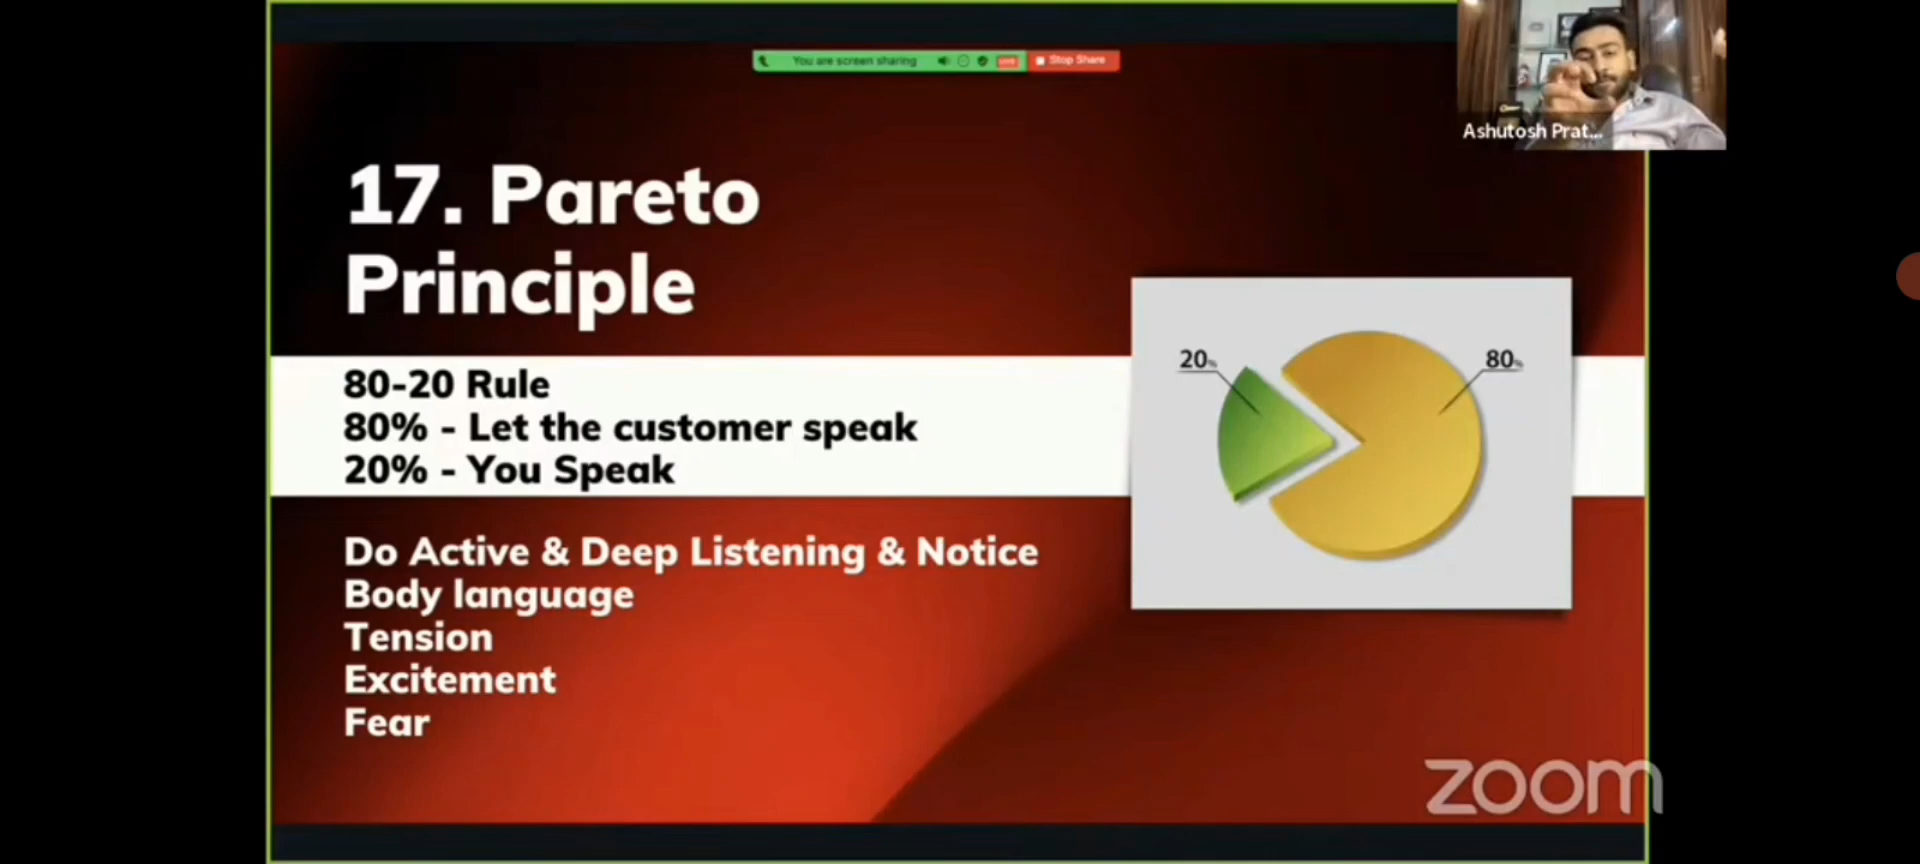 You are screen sharing
LIVE
Stop Share
Ashutosh Prat...
17. Pareto
Principle
80-20 Rule
80% - Let the customer speak
20% - You Speak
20%
80%
Do Active & Deep Listening & Notice
Body language
Tension
Excitement
Fear
zoom